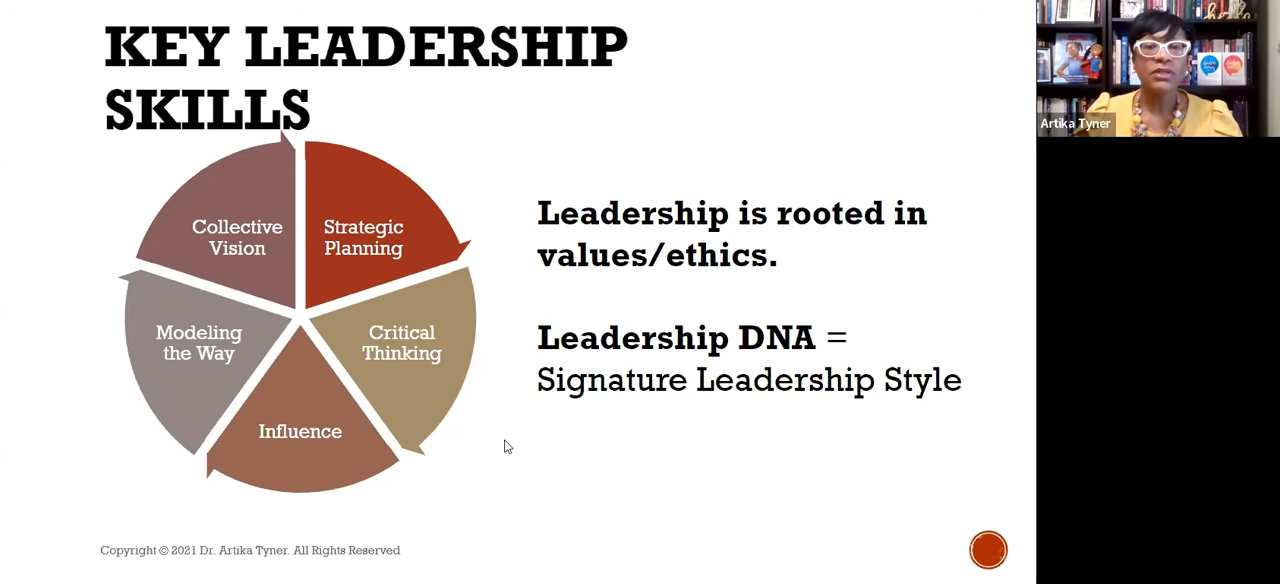 KEY LEADERSHIP
SKILLS
Collective
Vision
Strategic
Planning
Modeling
the Way
Critical
Thinking
Influence
Leadership is rooted in
values/ethics.
Leadership DNA =
Signature Leadership Style
Copyright © 2021 Dr. Artika Tyner. All Rights Reserved
Artika Tyner